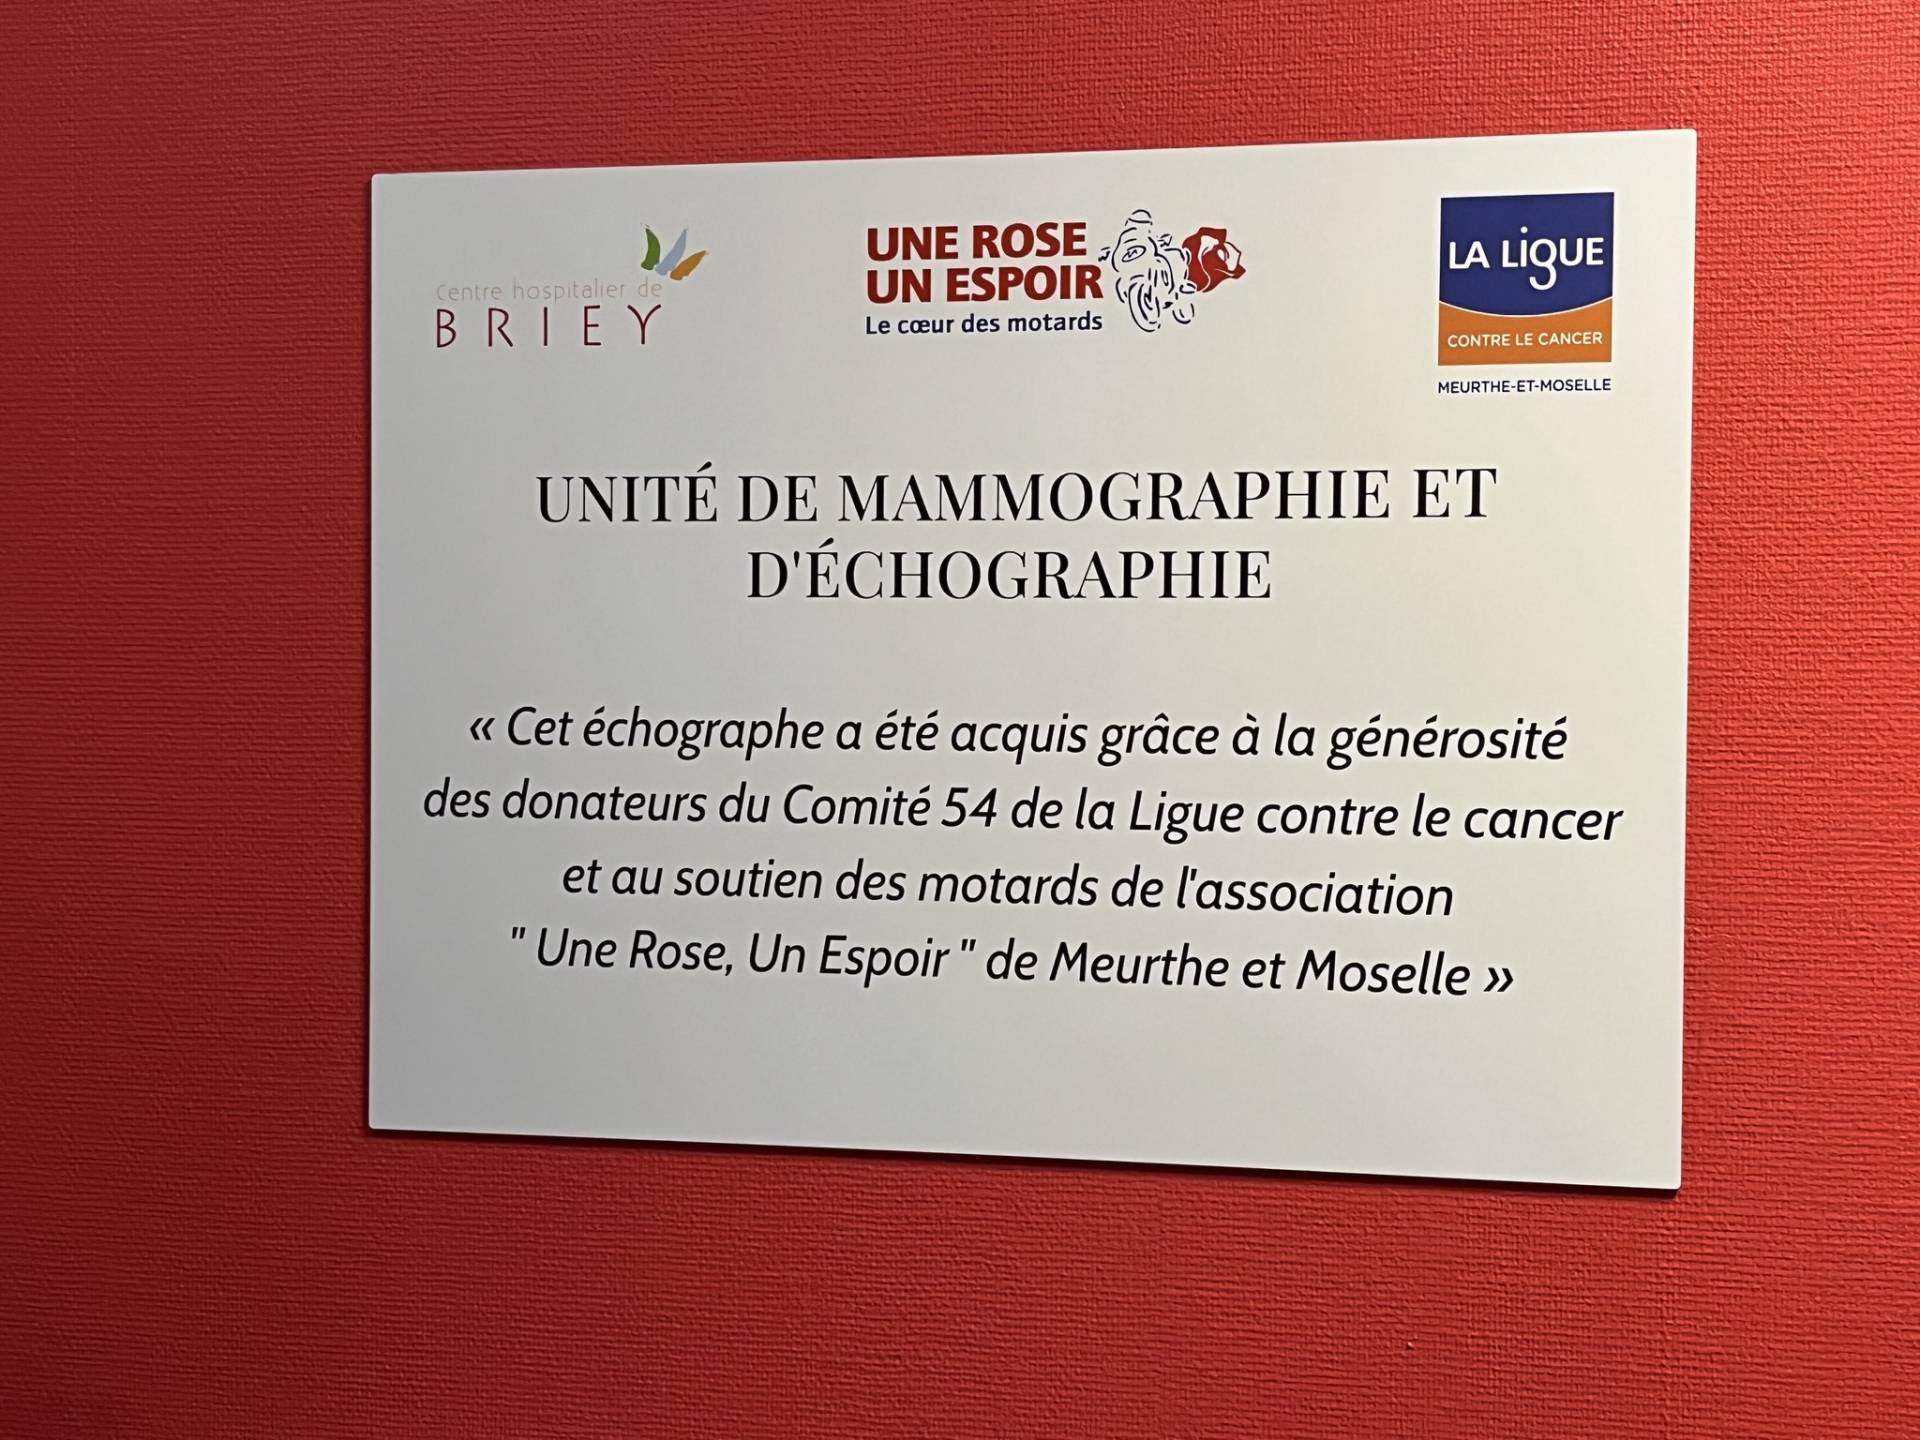 Centre hospitalier de
BRIEY
UNE ROSE
UN ESPOIR
Le cœur des motards
LA LiGUE
CONTRE LE CANCER
MEURTHE-ET-MOSELLE
UNITÉ DE MAMMOGRAPHIE ET
D'ÉCHOGRAPHIE
« Cet échographe a été acquis grâce à la générosité
des donateurs du Comité 54 de la Ligue contre le cancer
et au soutien des motards de l'association
" Une Rose, Un Espoir " de Meurthe et Moselle »